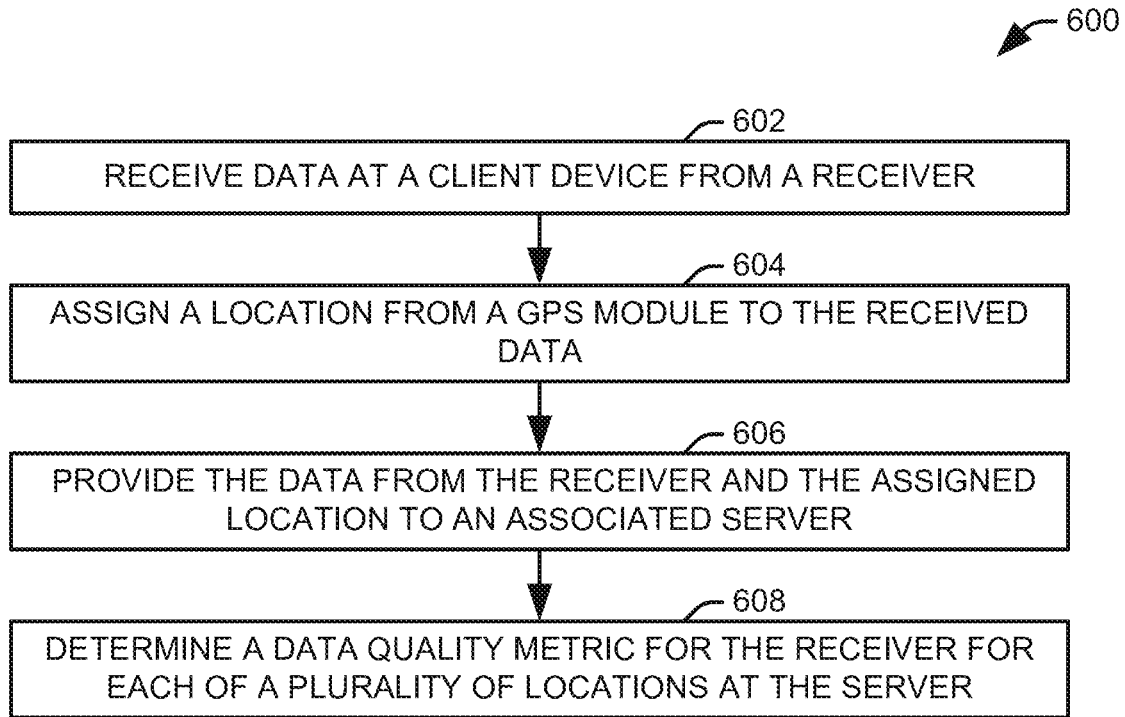 600
602
RECEIVE DATA AT A CLIENT DEVICE FROM A RECEIVER
604
ASSIGN A LOCATION FROM A GPS MODULE TO THE RECEIVED
DATA
606
PROVIDE THE DATA FROM THE RECEIVER AND THE ASSIGNED
LOCATION TO AN ASSOCIATED SERVER
608
DETERMINE A DATA QUALITY METRIC FOR THE RECEIVER FOR
EACH OF A PLURALITY OF LOCATIONS AT THE SERVER